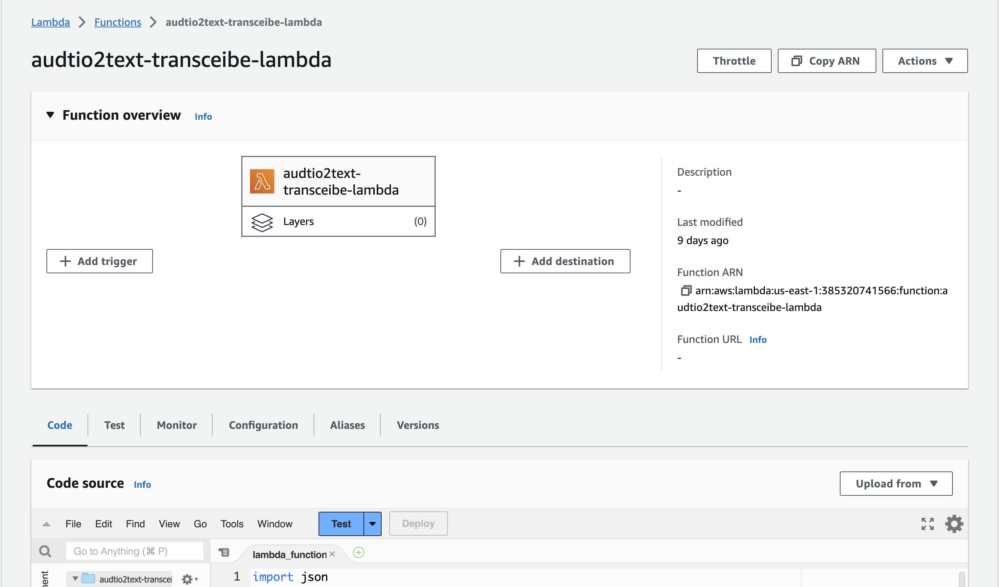 Lambda > Functions > audtio2text-transceibe-lambda
audtio2text-transceibe-lambda
Throttle Copy ARN Actions
Function overview Info
audtio2text-
transceibe-lambda
Layers (0)
Add trigger
Add destination
Description
-
Last modified
9 days ago
Function ARN
arn:aws:lambda:us-east-1:385320741566:function:a
udtio2text-transceibe-lambda
Function URL Info
-
Code Test Monitor Configuration Aliases Versions
Code source Info
Upload from
File Edit Find View Go Tools Window Test Deploy
Go to Anything (⌘ P)
lambda_function
audtio2text-transcei
1 import json